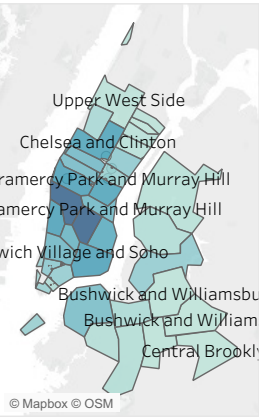 Upper West Side
Chelsea and Clinton
ramercy Park and Murray Hill
amercy Park and Murray Hill
wich Village and Soho
Bushwick and Williamsbu
Bushwick and William
Central Brookly
© Mapbox © OSM